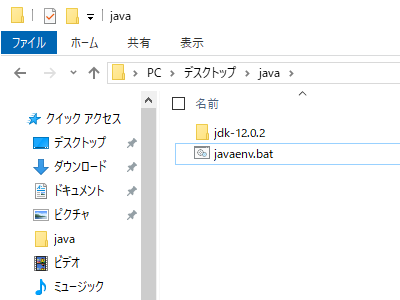 java
ファイル ホーム 共有 表示
PC デスクトップ java
名前
クイック アクセス
デスクトップ
ダウンロード
ドキュメント
ピクチャ
java
ビデオ
ミュージック
jdk-12.0.2
javaenv.bat